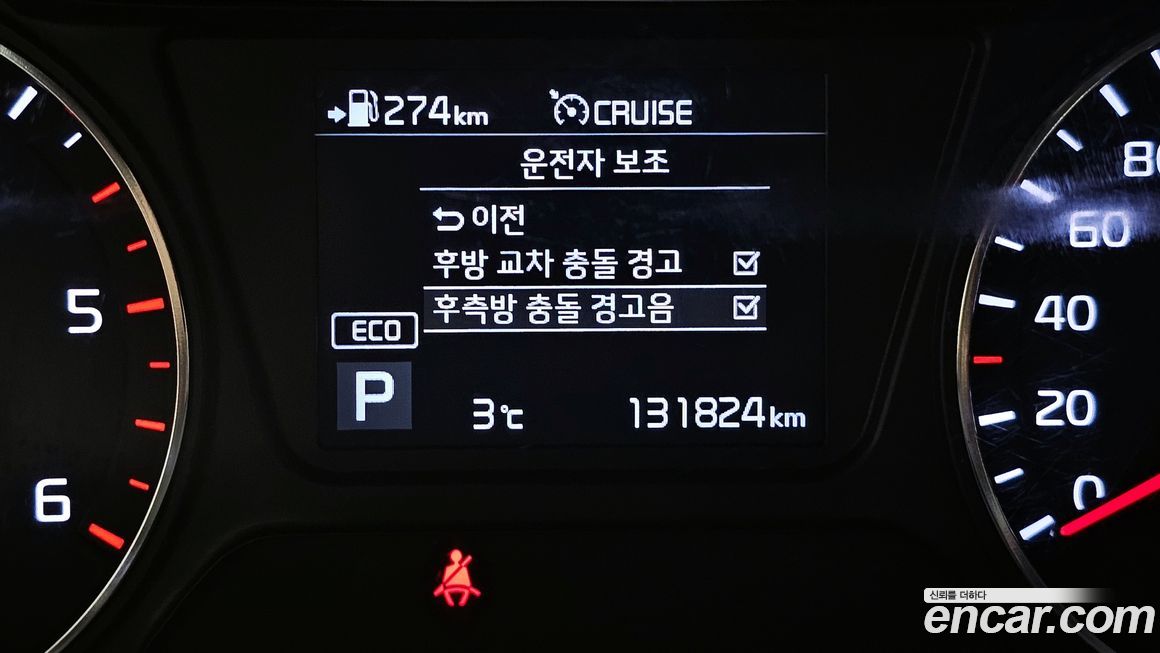 274km CRUISE
운전자 보조
이전
후방 교차 충돌 경고
후측방 충돌 경고음
ECO
P
3℃ 131824km
5
6
80
60
40
20
0
신뢰를 더하다
encar.com